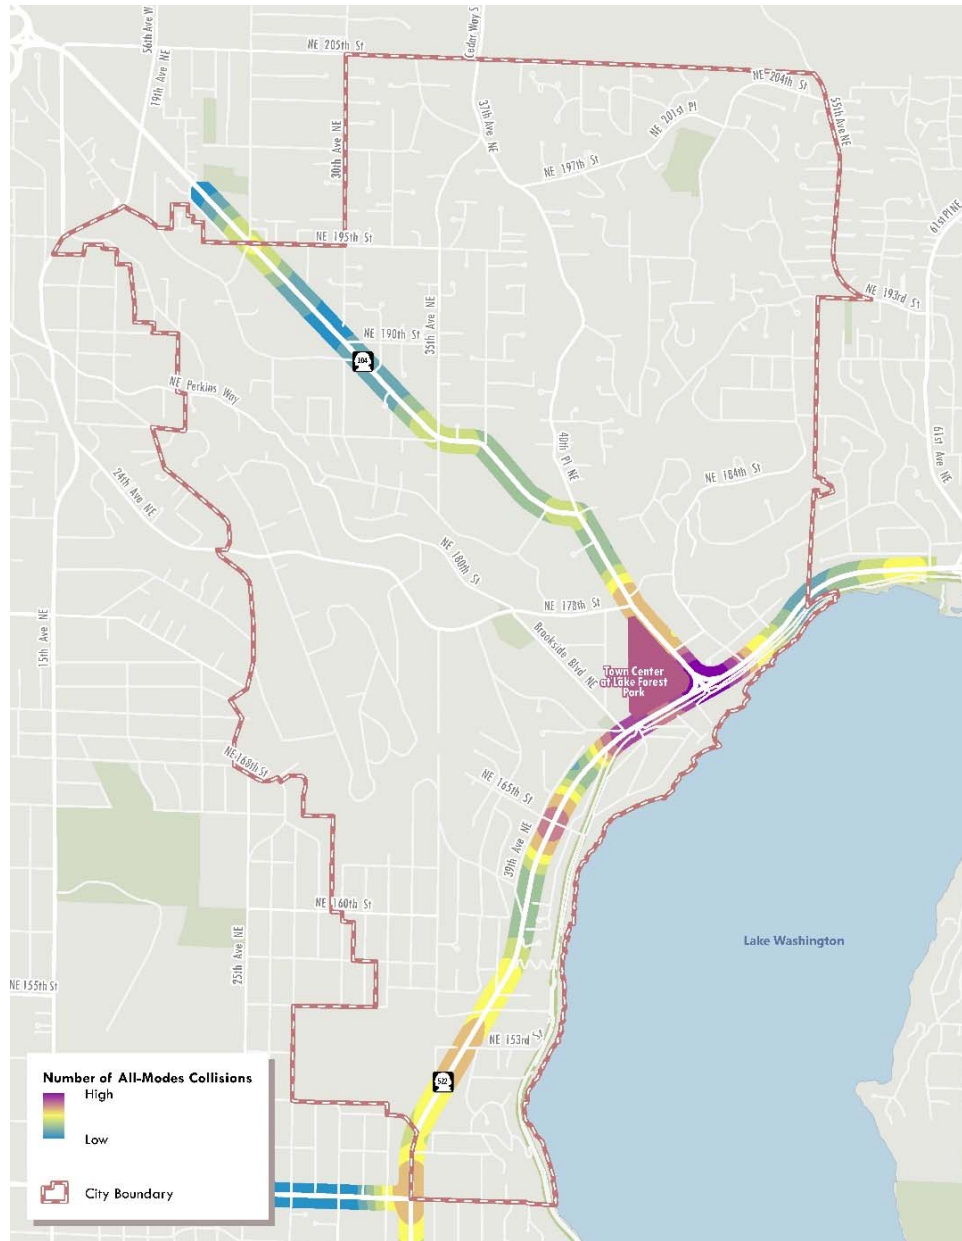 56th Ave W
19th Ave NE
NE 205th St
Cedar Way S
NE 204th St
55th Ave NE
37th Ave NE
NE 201st Pl
30th Ave NE
NE 197th St
61st Pl NE
NE 195th St
NE 193rd St
35th Ave NE
NE 190th St
104
NE Perkins Way
40th Pl NE
61st Ave NE
24th Ave NE
NE 184th St
NE 180th St
15th Ave NE
NE 178th St
Brookside Blvd NE
Town Center
at Lake Forest
Park
NE 168th St
NE 165th St
39th Ave NE
NE 160th St
25th Ave NE
Lake Washington
NE 155th St
NE 153rd St
522
Number of All-Modes Collisions
High
Low
City Boundary